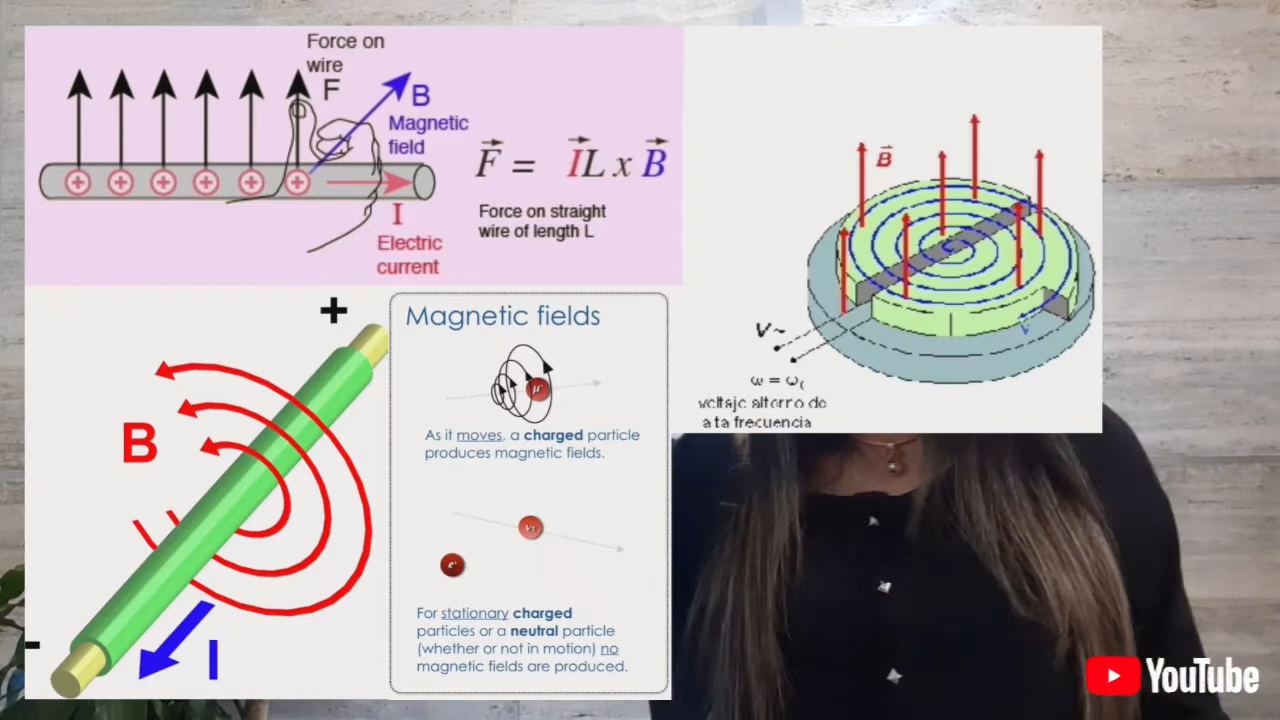 Force on
wire
F
B
Magnetic
field
F = IL x B
Force on straight
wire of length L
I
Electric
current
B
V~
ω = ω
voltaje alterno de
alta frecuencia
+
B
-
I
Magnetic fields
μ
As it moves, a charged particle
produces magnetic fields.
e
For stationary charged
particles or a neutral particle
(whether or not in motion) no
magnetic fields are produced.
YouTube